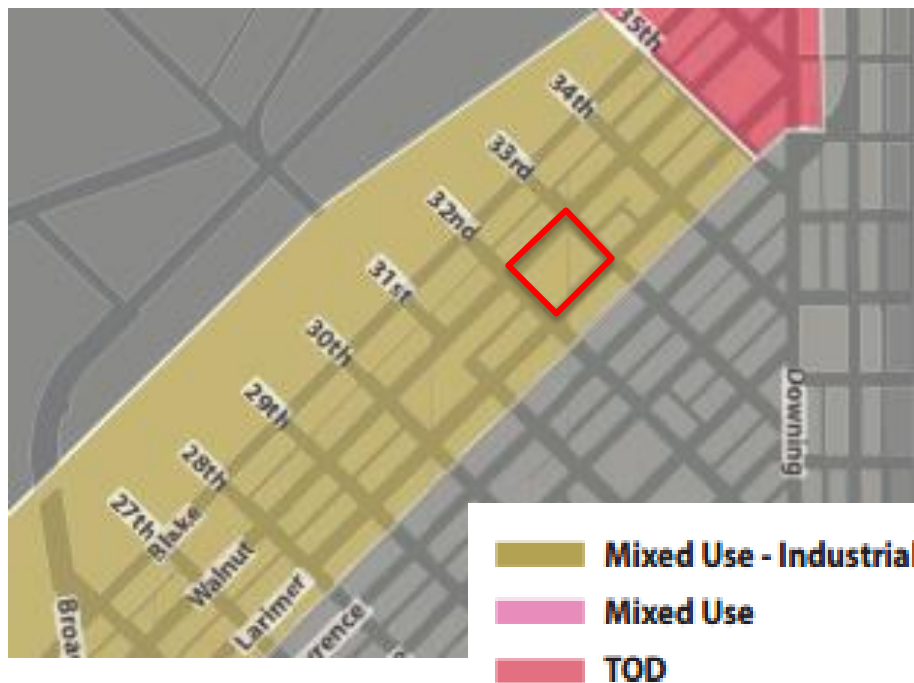 35th
34th
33rd
32nd
31st
30th
29th
28th
27th
Blake
Walnut
Larimer
Downing
Mixed Use - Industrial
Mixed Use
TOD